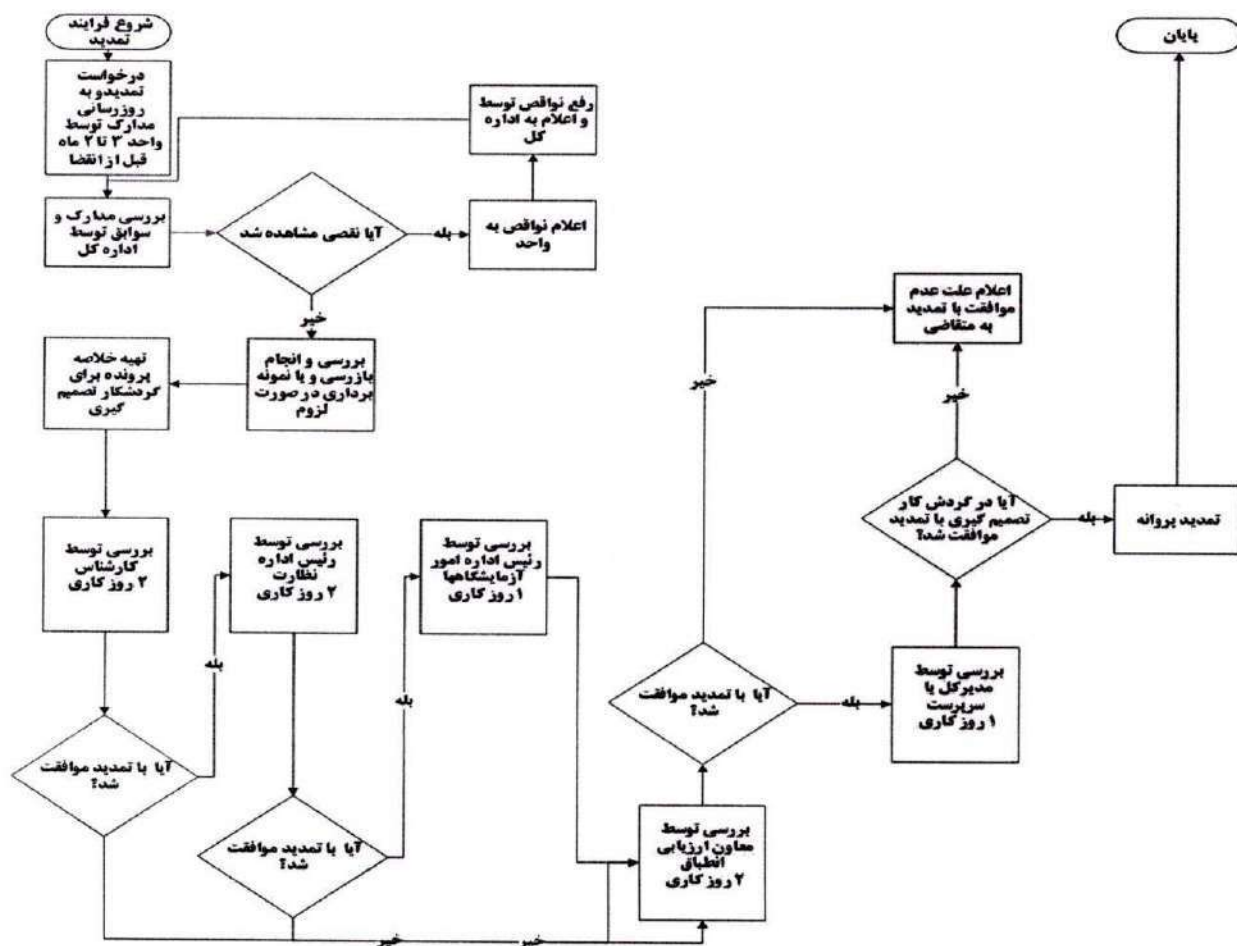 شروع فرایند
تمدید
درخواست
تمدیدو به
روزرسانی
مدارک توسط
واحد ۳ تا ۲ ماه
قبل از انقضا
بررسی مدارک و
سوابق توسط
اداره کل
آیا نقصی مشاهده شد
بله
اعلام نواقص به
واحد
رفع نواقص توسط
و اعلام به اداره
کل
خیر
بررسی و انجام
بازرسی و یا نمونه
برداری در صورت
لزوم
تهیه خلاصه
پرونده برای
گردشکار تصمیم
گیری
بررسی توسط
کارشناس
۲ روز کاری
آیا با تمدید موافقت
شد؟
بله
خیر
بررسی توسط
رئیس اداره
نظارت
۲ روز کاری
آیا با تمدید موافقت
شد؟
بله
خیر
بررسی توسط
رئیس اداره امور
آزمایشگاهها
۱ روز کاری
بررسی توسط
معاون ارزیابی
انطباق
۲ روز کاری
آیا با تمدید موافقت
شد؟
خیر
بله
بررسی توسط
مدیرکل یا
سرپرست
۱ روز کاری
آیا در گردش کار
تصمیم گیری با تمدید
موافقت شد؟
خیر
اعلام علت عدم
موافقت با تمدید
به متقاضی
بله
تمدید پروانه
پایان